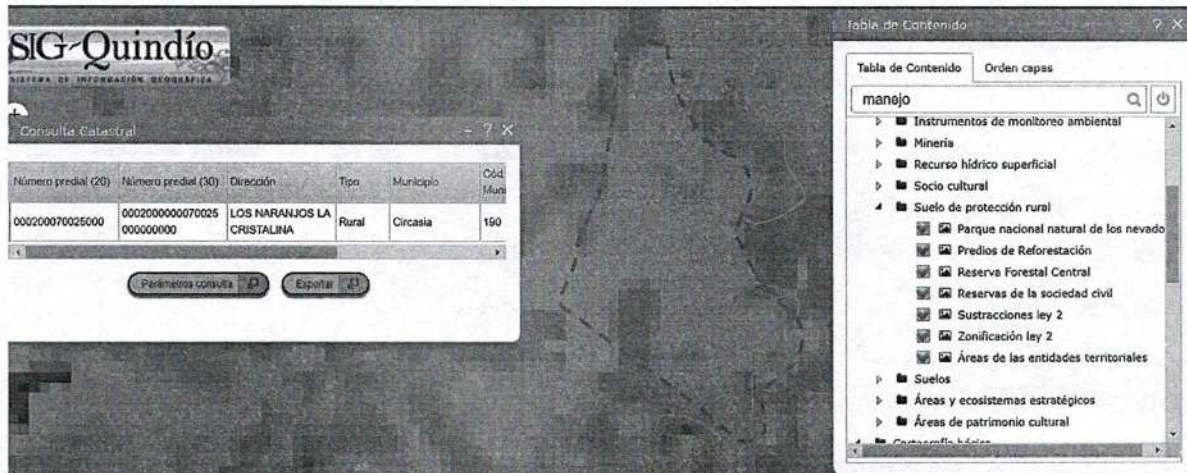 SIG-Quindío
SISTEMA DE INFORMACIÓN GEOGRÁFICA
Consulta Catastral
- ? X
Número predial (20) Número predial (30) Dirección Tipo Municipio Cód
Muni
000200070025000 0002000000070025 LOS NARANJOS LA Rural Circasia 190
000000000 CRISTALINA
Parámetros consulta Exportar
Tabla de Contenido ? X
Tabla de Contenido Orden capas
manejo
Instrumentos de monitoreo ambiental
Minería
Recurso hídrico superficial
Socio cultural
Suelo de protección rural
Parque nacional natural de los nevado
Predios de Reforestación
Reserva Forestal Central
Reservas de la sociedad civil
Sustracciones ley 2
Zonificación ley 2
Áreas de las entidades territoriales
Suelos
Áreas y ecosistemas estratégicos
Áreas de patrimonio cultural
Cartografía básica